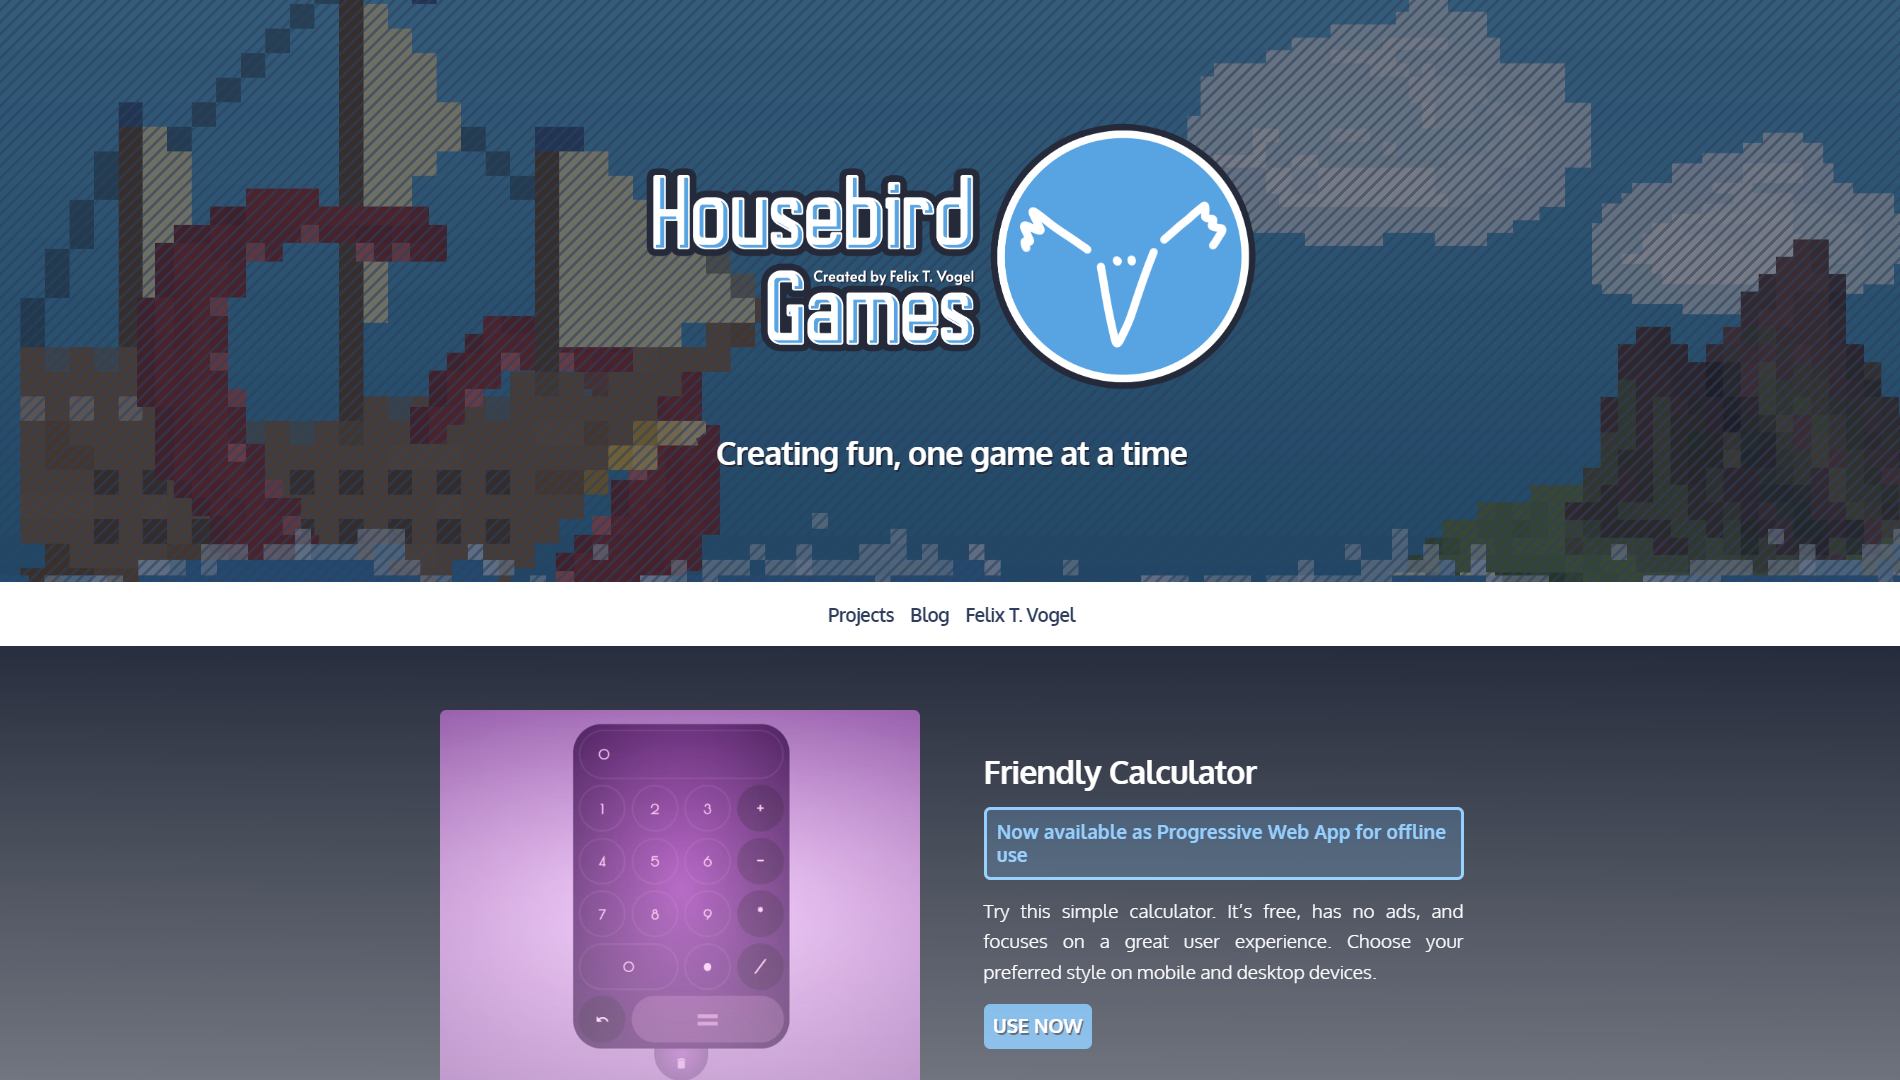 Housebird
Created by Felix T. Vogel
Games
Creating fun, one game at a time
Projects Blog Felix T. Vogel
0
1 2 3 +
4 5 6 -
7 8 9 *
0 . /
=
Friendly Calculator
Now available as Progressive Web App for offline
use
Try this simple calculator. It’s free, has no ads, and
focuses on a great user experience. Choose your
preferred style on mobile and desktop devices.
USE NOW